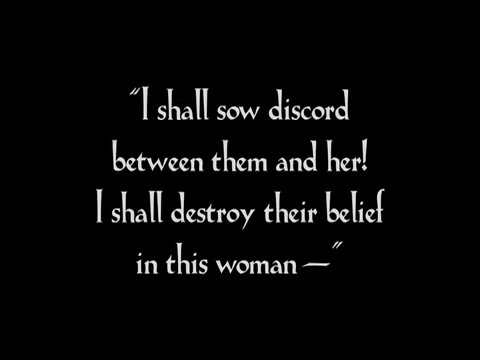 “I shall sow discord
between them and her!
I shall destroy their belief
in this woman —”